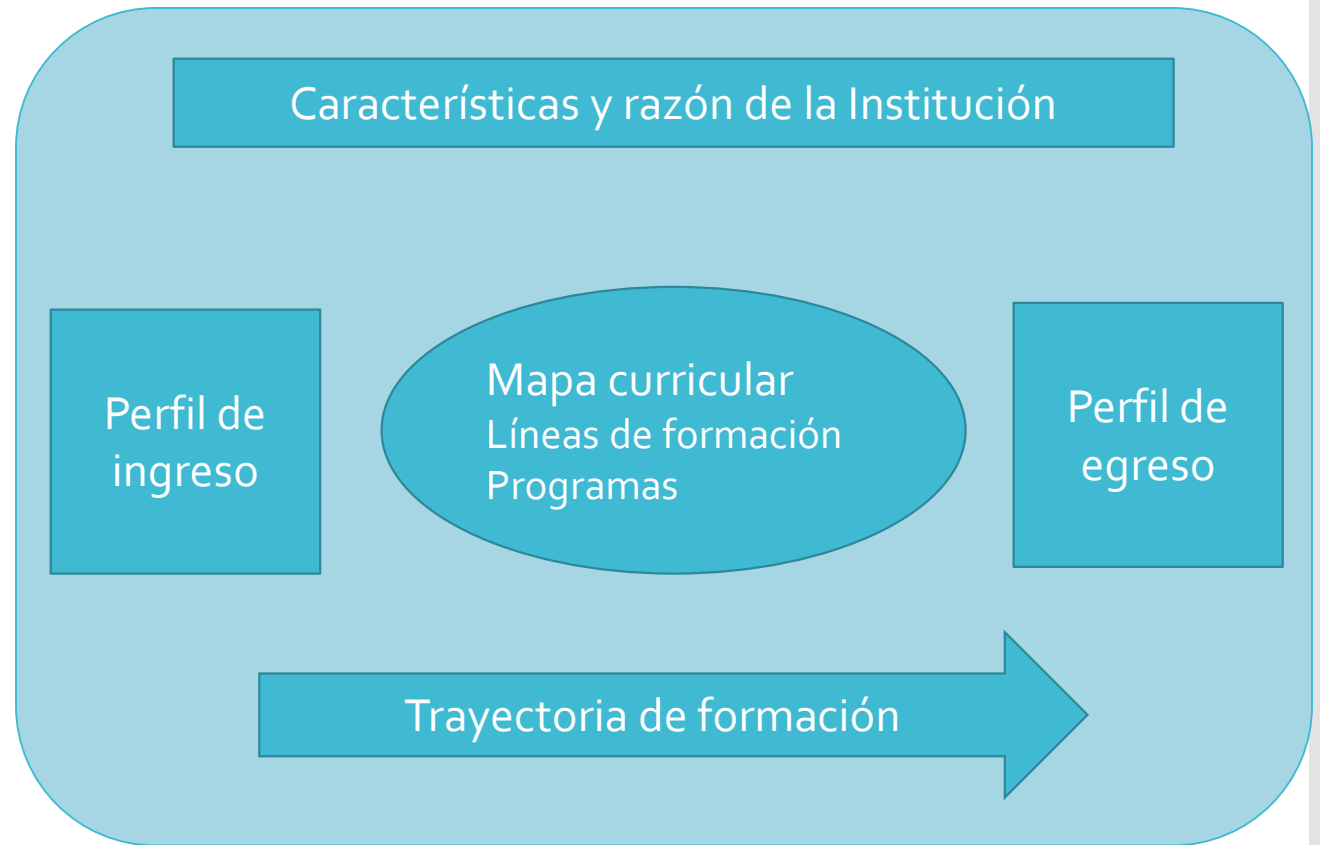 Características y razón de la Institución
Perfil de
ingreso
Mapa curricular
Líneas de formación
Programas
Perfil de
egreso
Trayectoria de formación